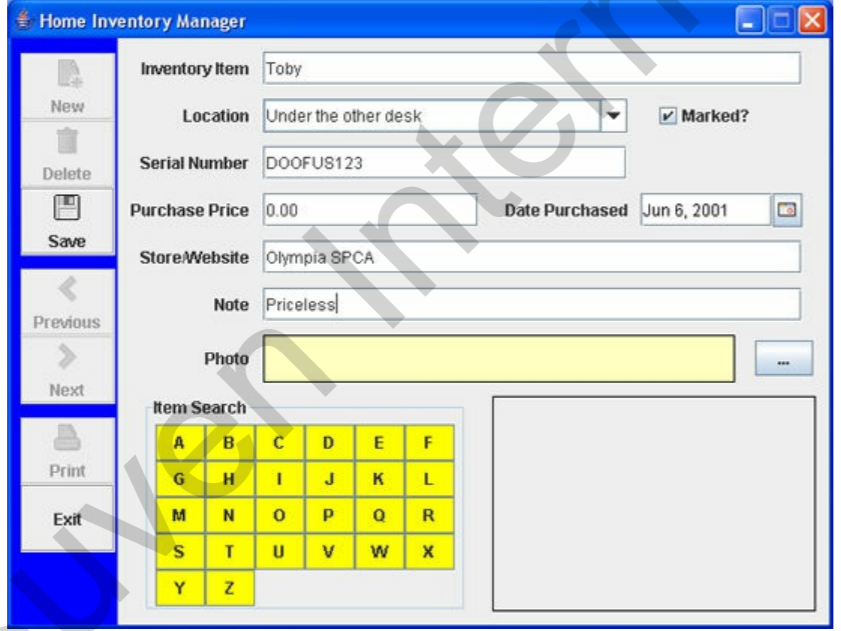 Home Inventory Manager
New
Delete
Save
Previous
Next
Print
Exit
Inventory Item Toby
Location Under the other desk Marked?
Serial Number DOOFUS123
Purchase Price 0.00 Date Purchased Jun 6, 2001
Store/Website Olympia SPCA
Note Priceless
Photo ...
Item Search
A B C D E F
G H I J K L
M N O P Q R
S T U V W X
Y Z
uven Intern